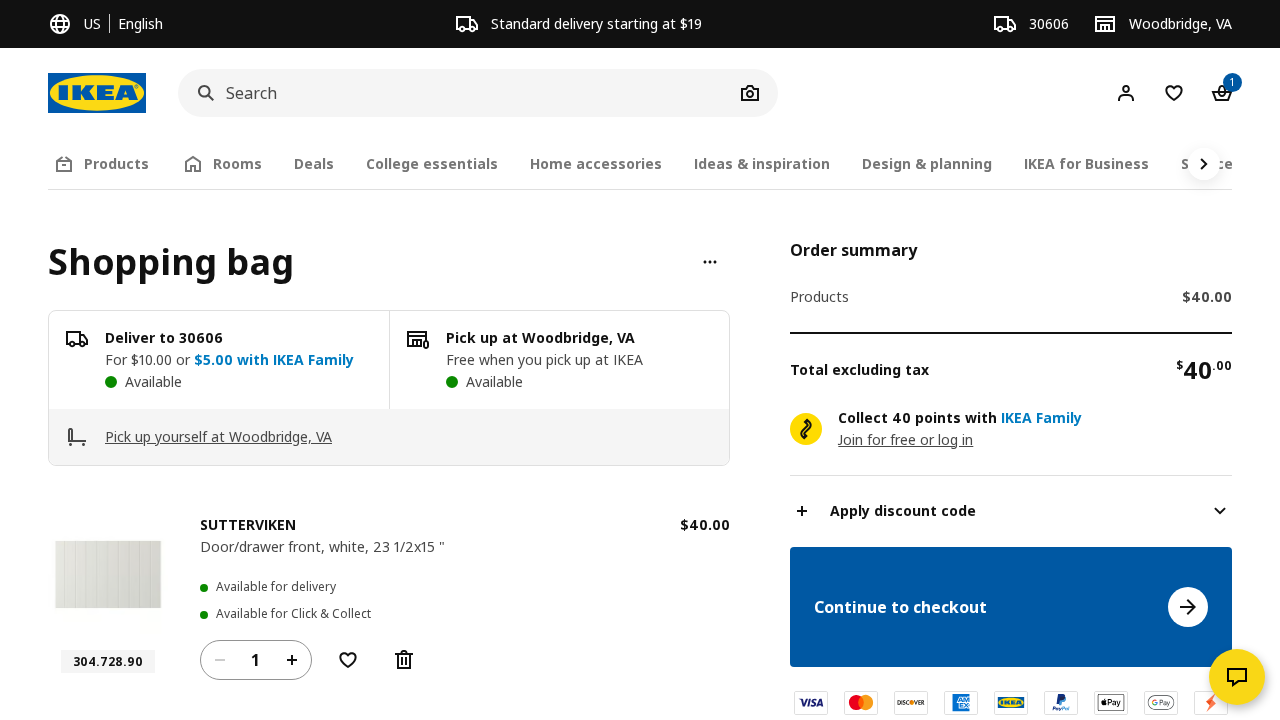 US
English
Standard delivery starting at $19
30606
Woodbridge, VA
IKEA
Search
1
Products
Rooms
Deals
College essentials
Home accessories
Ideas & inspiration
Design & planning
IKEA for Business
Shopping bag
Deliver to 30606
For $10.00 or $5.00 with IKEA Family
Available
Pick up at Woodbridge, VA
Free when you pick up at IKEA
Available
Pick up yourself at Woodbridge, VA
SUTTERVIKEN
$40.00
Door/drawer front, white, 23 1/2x15 "
Available for delivery
Available for Click & Collect
304.728.90
1
Order summary
Products
$40.00
Total excluding tax
$40.00
Collect 40 points with IKEA Family
Join for free or log in
Apply discount code
Continue to checkout
VISA
DISCOVER
AMEX
IKEA
PayPal
Pay
G Pay